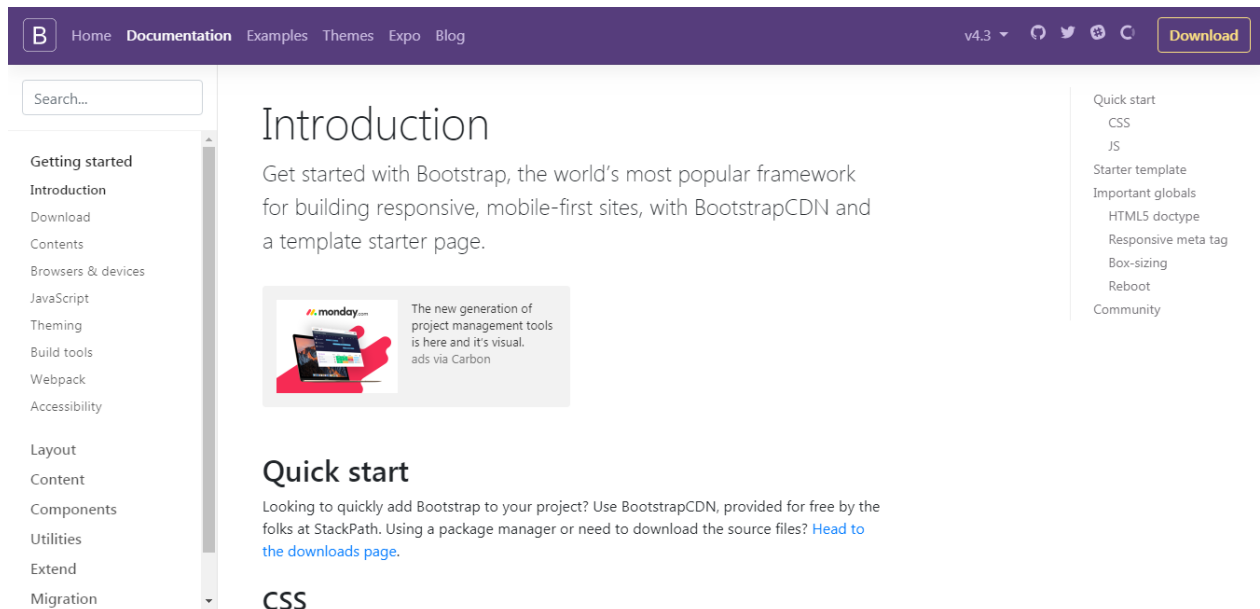 B Home Documentation Examples Themes Expo Blog v4.3 Download
Search...
Getting started
Introduction
Download
Contents
Browsers & devices
JavaScript
Theming
Build tools
Webpack
Accessibility
Layout
Content
Components
Utilities
Extend
Migration
Introduction
Get started with Bootstrap, the world’s most popular framework
for building responsive, mobile-first sites, with BootstrapCDN and
a template starter page.
monday.com
The new generation of
project management tools
is here and it’s visual.
ads via Carbon
Quick start
Looking to quickly add Bootstrap to your project? Use BootstrapCDN, provided for free by the
folks at StackPath. Using a package manager or need to download the source files? Head to
the downloads page.
CSS
Quick start
CSS
JS
Starter template
Important globals
HTML5 doctype
Responsive meta tag
Box-sizing
Reboot
Community